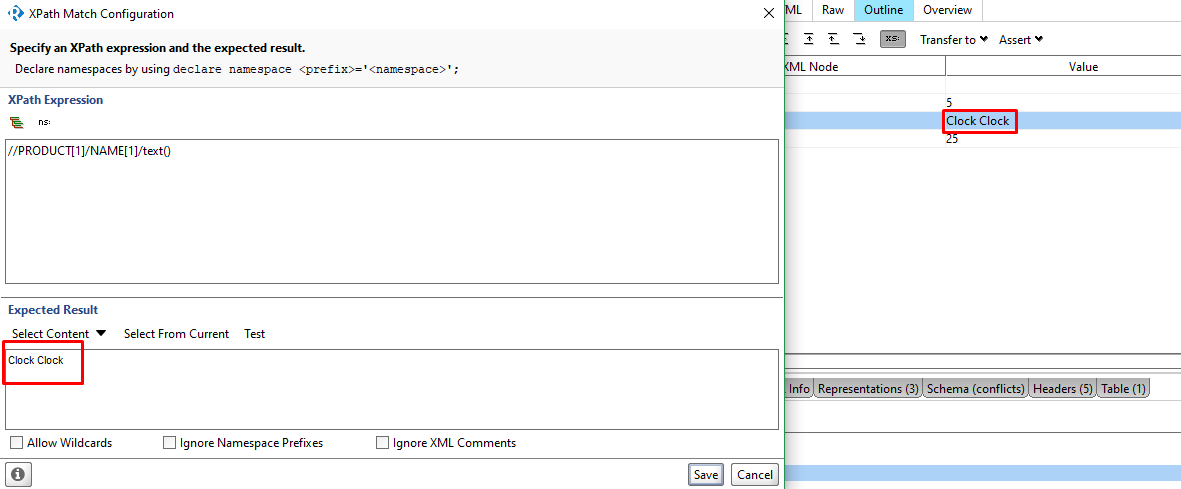 XPath Match Configuration
Specify an XPath expression and the expected result.
Declare namespaces by using declare namespace <prefix>='<namespace>';
XPath Expression
ns:
//PRODUCT[1]/NAME[1]/text()
Expected Result
Select Content Select From Current Test
Clock Clock
Allow Wildcards Ignore Namespace Prefixes Ignore XML Comments
Save Cancel
ML Raw Outline Overview
xs: Transfer to Assert
XML Node Value
5
Clock Clock
25
Info Representations (3) Schema (conflicts) Headers (5) Table (1)